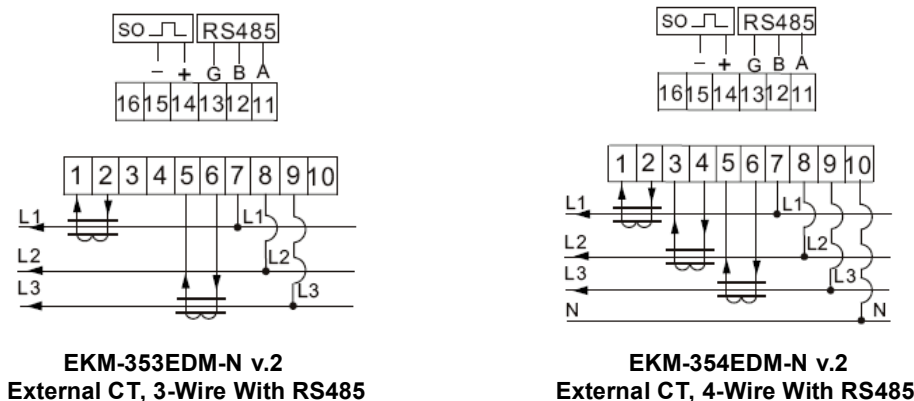 SO RS485
- + G B A
16 15 14 13 12 11
1 2 3 4 5 6 7 8 9 10
L1 L1
L2 L2
L3 L3
EKM-353EDM-N v.2
External CT, 3-Wire With RS485
SO RS485
- + G B A
16 15 14 13 12 11
1 2 3 4 5 6 7 8 9 10
L1 L1
L2 L2
L3 L3
N N
EKM-354EDM-N v.2
External CT, 4-Wire With RS485